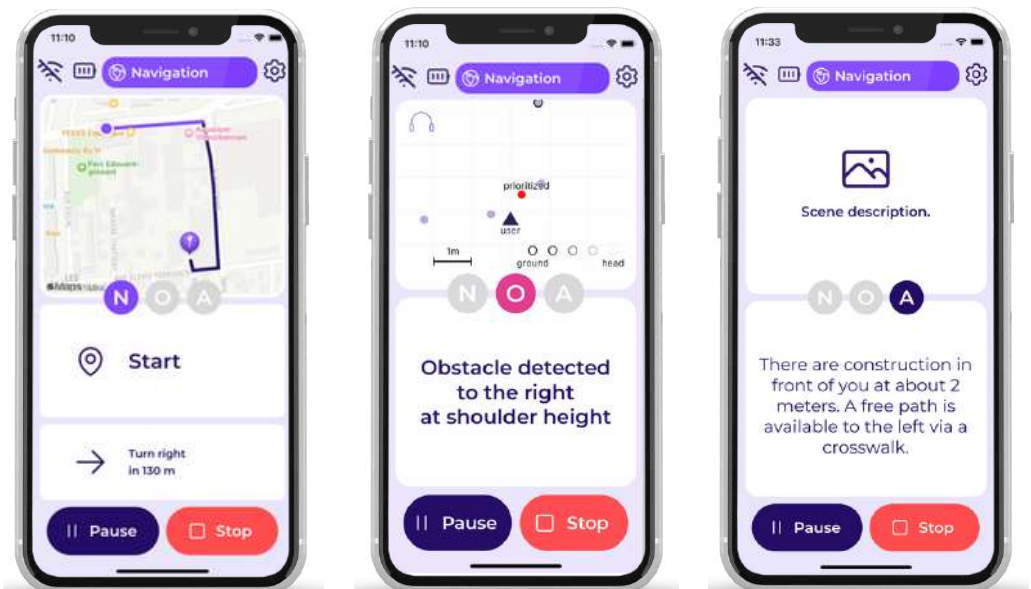 11:10
Navigation
Maps
N O A
Start
Turn right
in 130 m
Pause
Stop
11:10
Navigation
prioritized
user
1m
ground
head
N O A
Obstacle detected
to the right
at shoulder height
Pause
Stop
11:33
Navigation
Scene description.
N O A
There are construction in
front of you at about 2
meters. A free path is
available to the left via a
crosswalk.
Pause
Stop